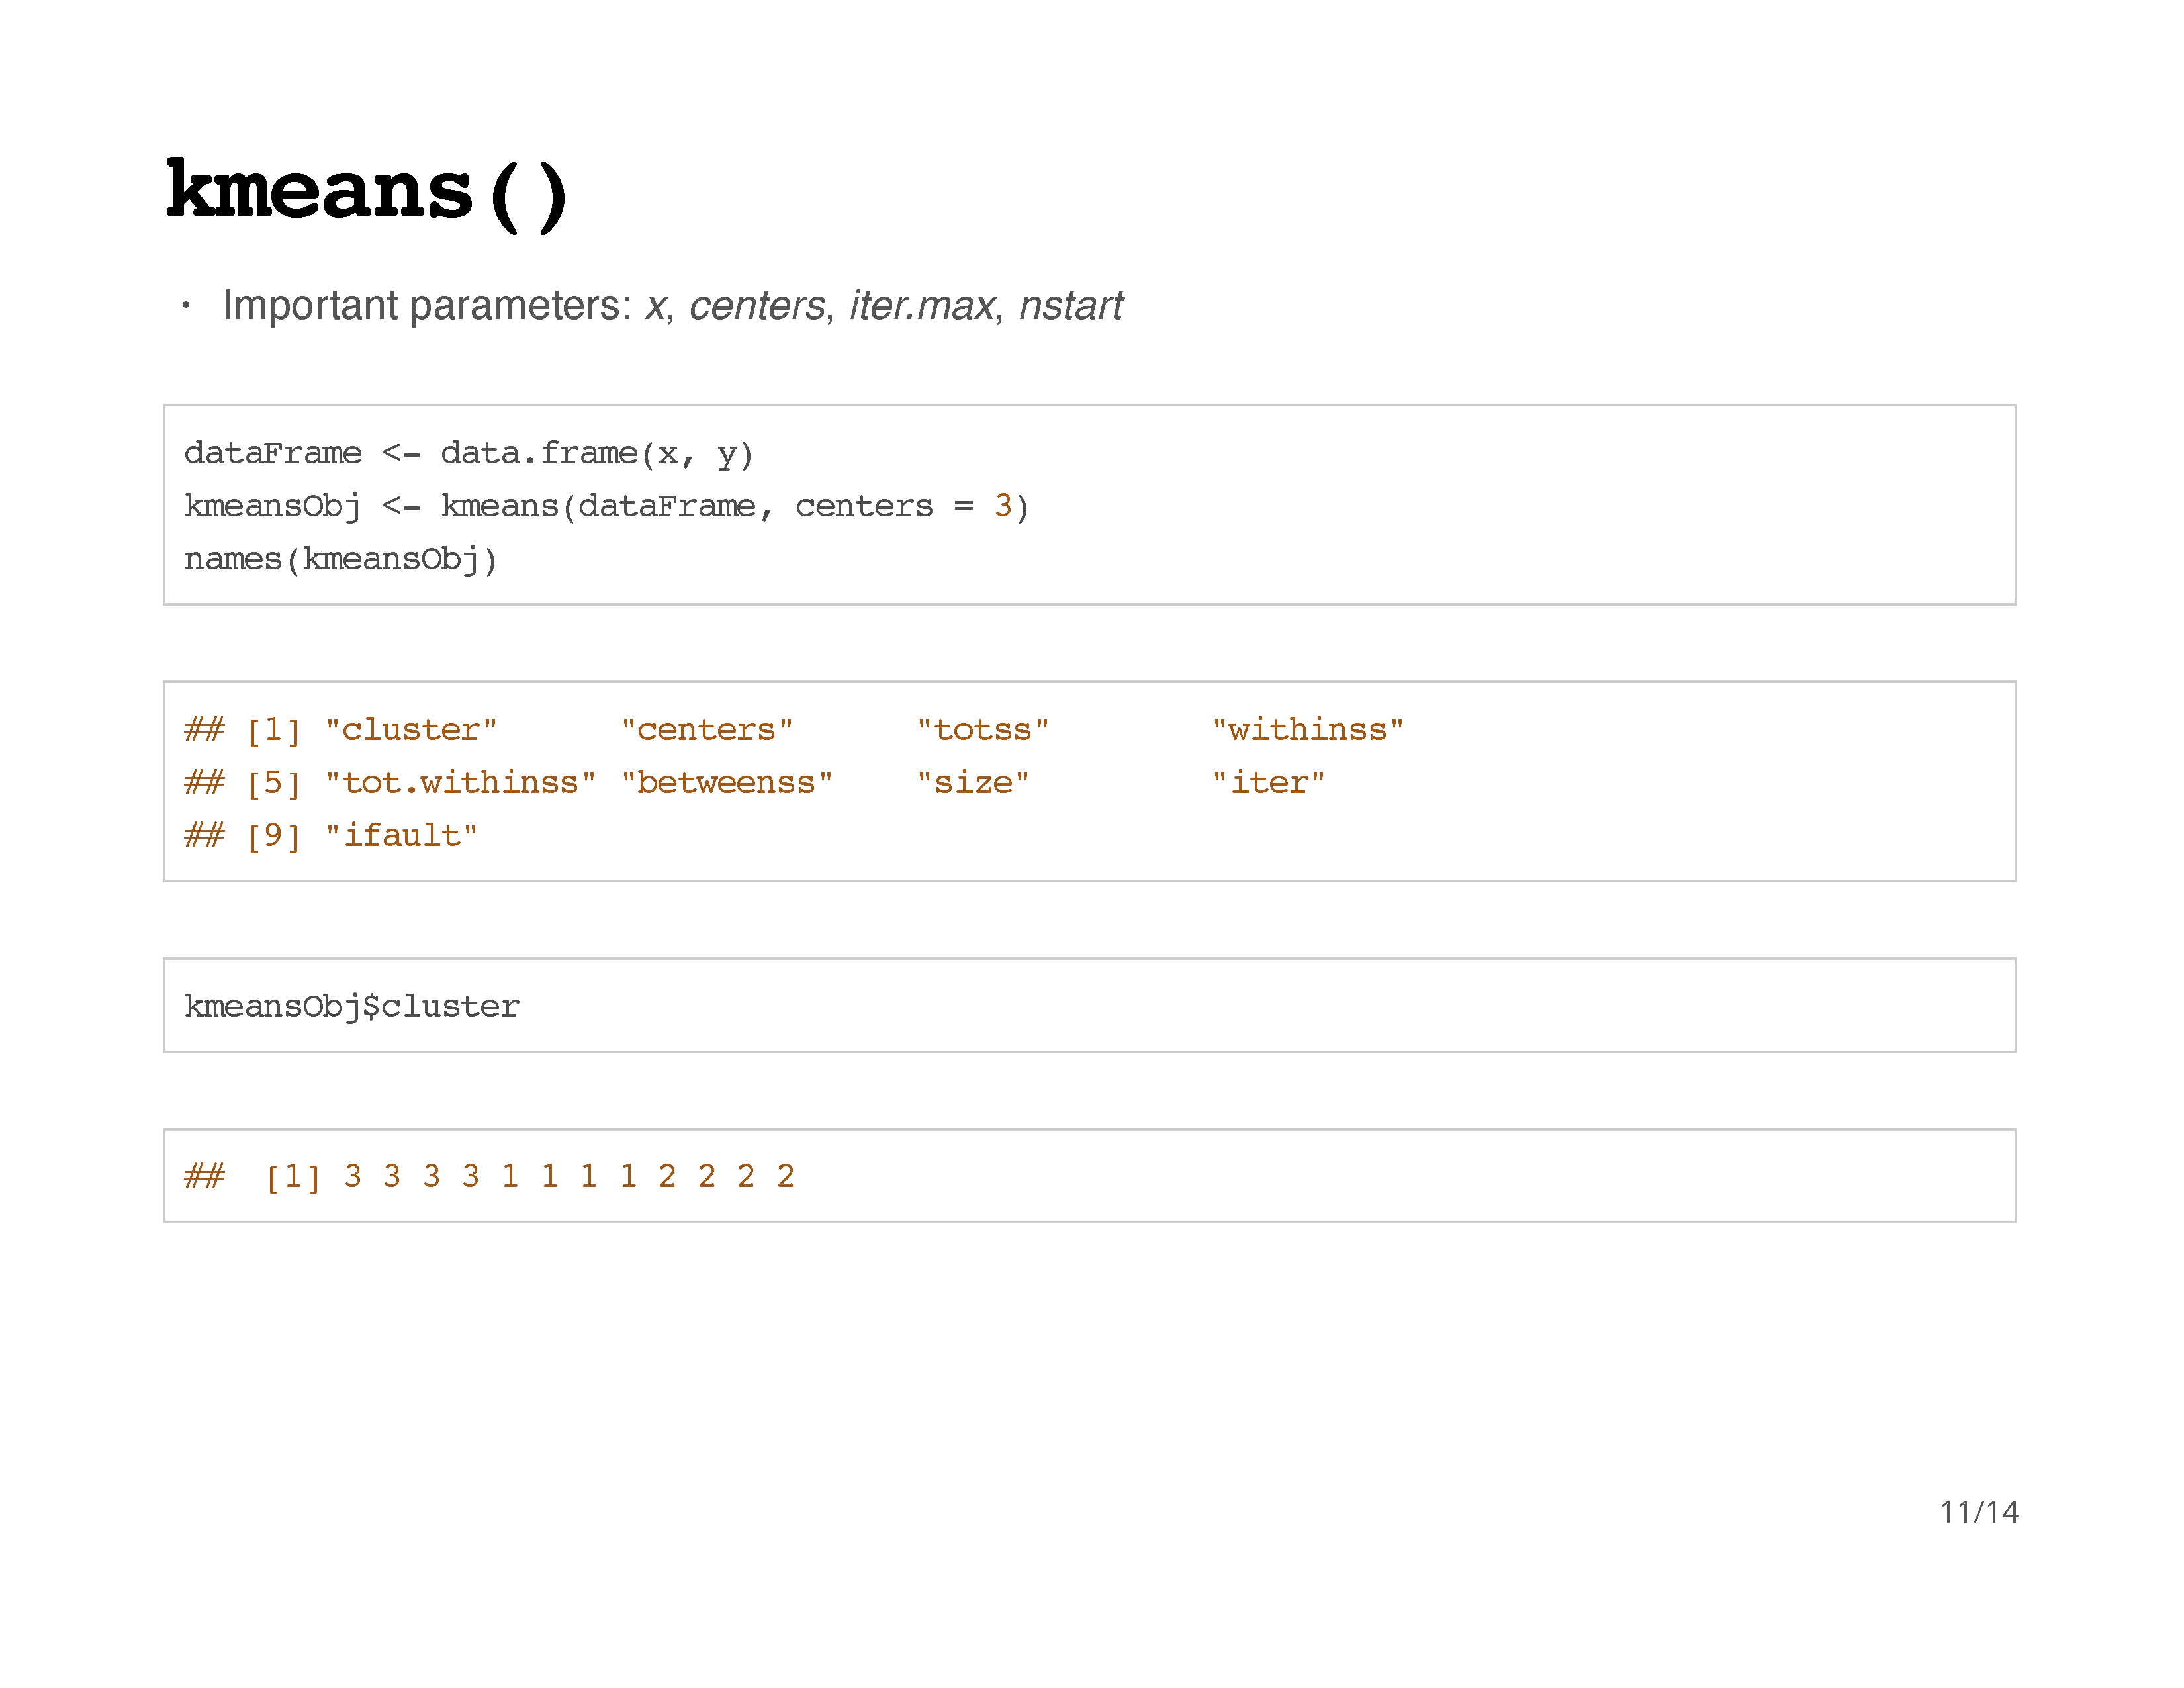 kmeans()
· Important parameters: x, centers, iter.max, nstart
dataFrame <- data.frame(x, y)
kmeansObj <- kmeans(dataFrame, centers = 3)
names(kmeansObj)
## [1] "cluster"      "centers"      "totss"        "withinss"
## [5] "tot.withinss" "betweenss"    "size"         "iter"
## [9] "ifault"
kmeansObj$cluster
##  [1] 3 3 3 3 1 1 1 1 2 2 2 2
11/14